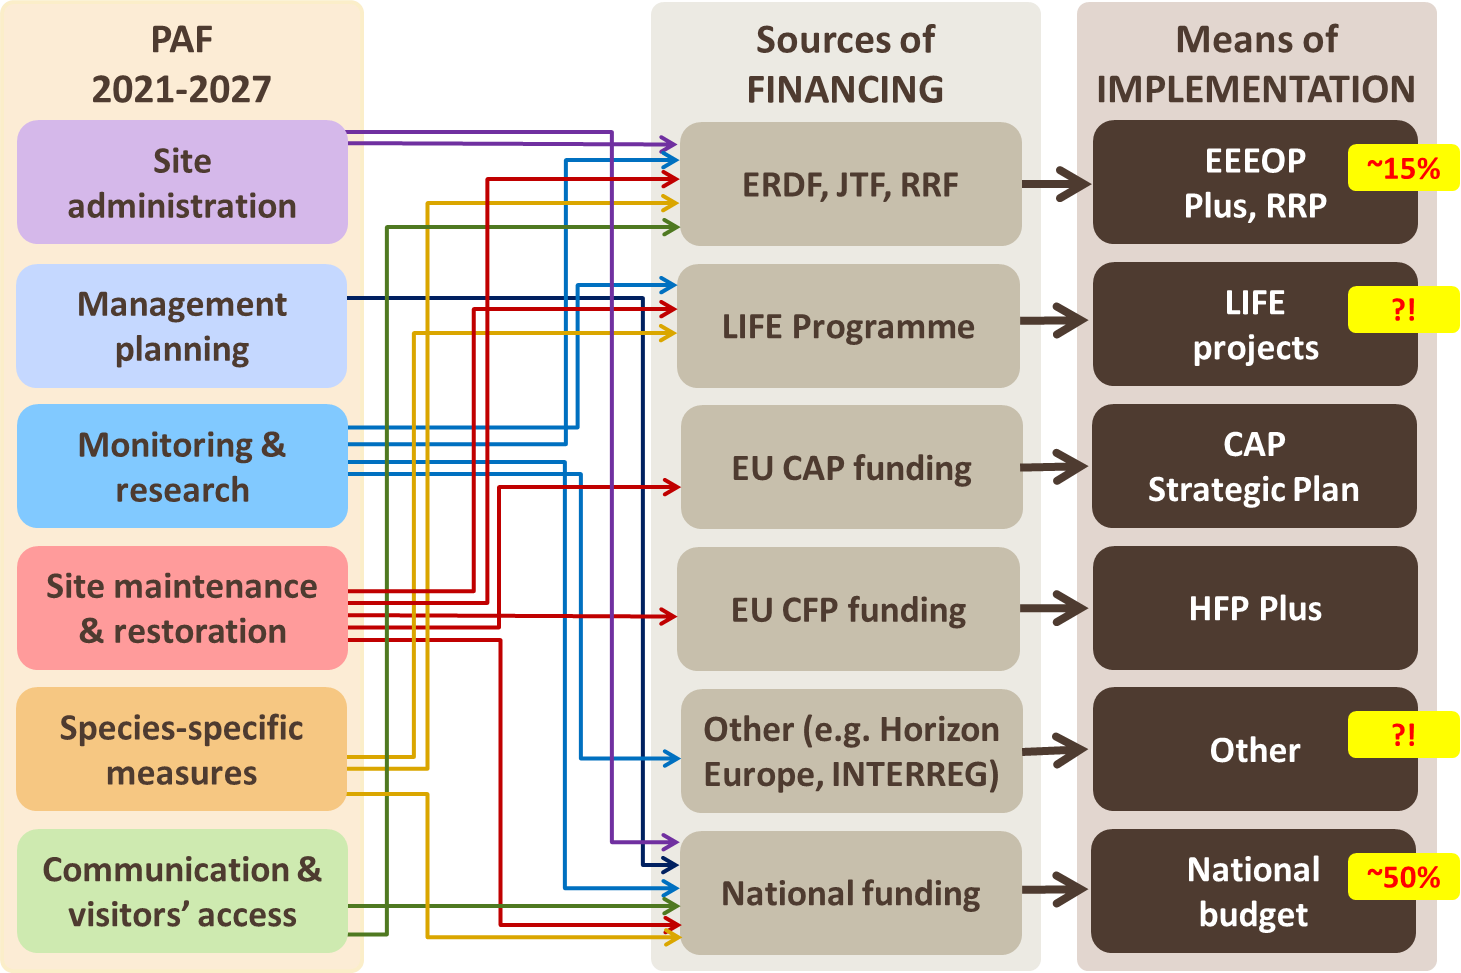 PAF
2021-2027
Site
administration
Management
planning
Monitoring &
research
Site maintenance
& restoration
Species-specific
measures
Communication &
visitors’ access
Sources of
FINANCING
ERDF, JTF, RRF
LIFE Programme
EU CAP funding
EU CFP funding
Other (e.g. Horizon
Europe, INTERREG)
National funding
Means of
IMPLEMENTATION
EEEOP
Plus, RRP
~15%
LIFE
projects
?!
CAP
Strategic Plan
HFP Plus
Other
?!
National
budget
~50%